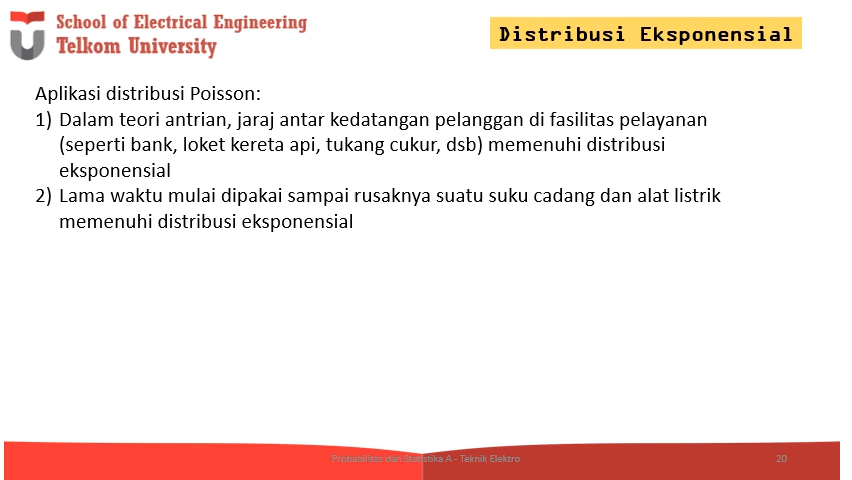 School of Electrical Engineering
Telkom University
Distribusi Eksponensial
Aplikasi distribusi Poisson:
1) Dalam teori antrian, jaraj antar kedatangan pelanggan di fasilitas pelayanan
(seperti bank, loket kereta api, tukang cukur, dsb) memenuhi distribusi
eksponensial
2) Lama waktu mulai dipakai sampai rusaknya suatu suku cadang dan alat listrik
memenuhi distribusi eksponensial
Probabilitas dan Statistika A - Teknik Elektro
20